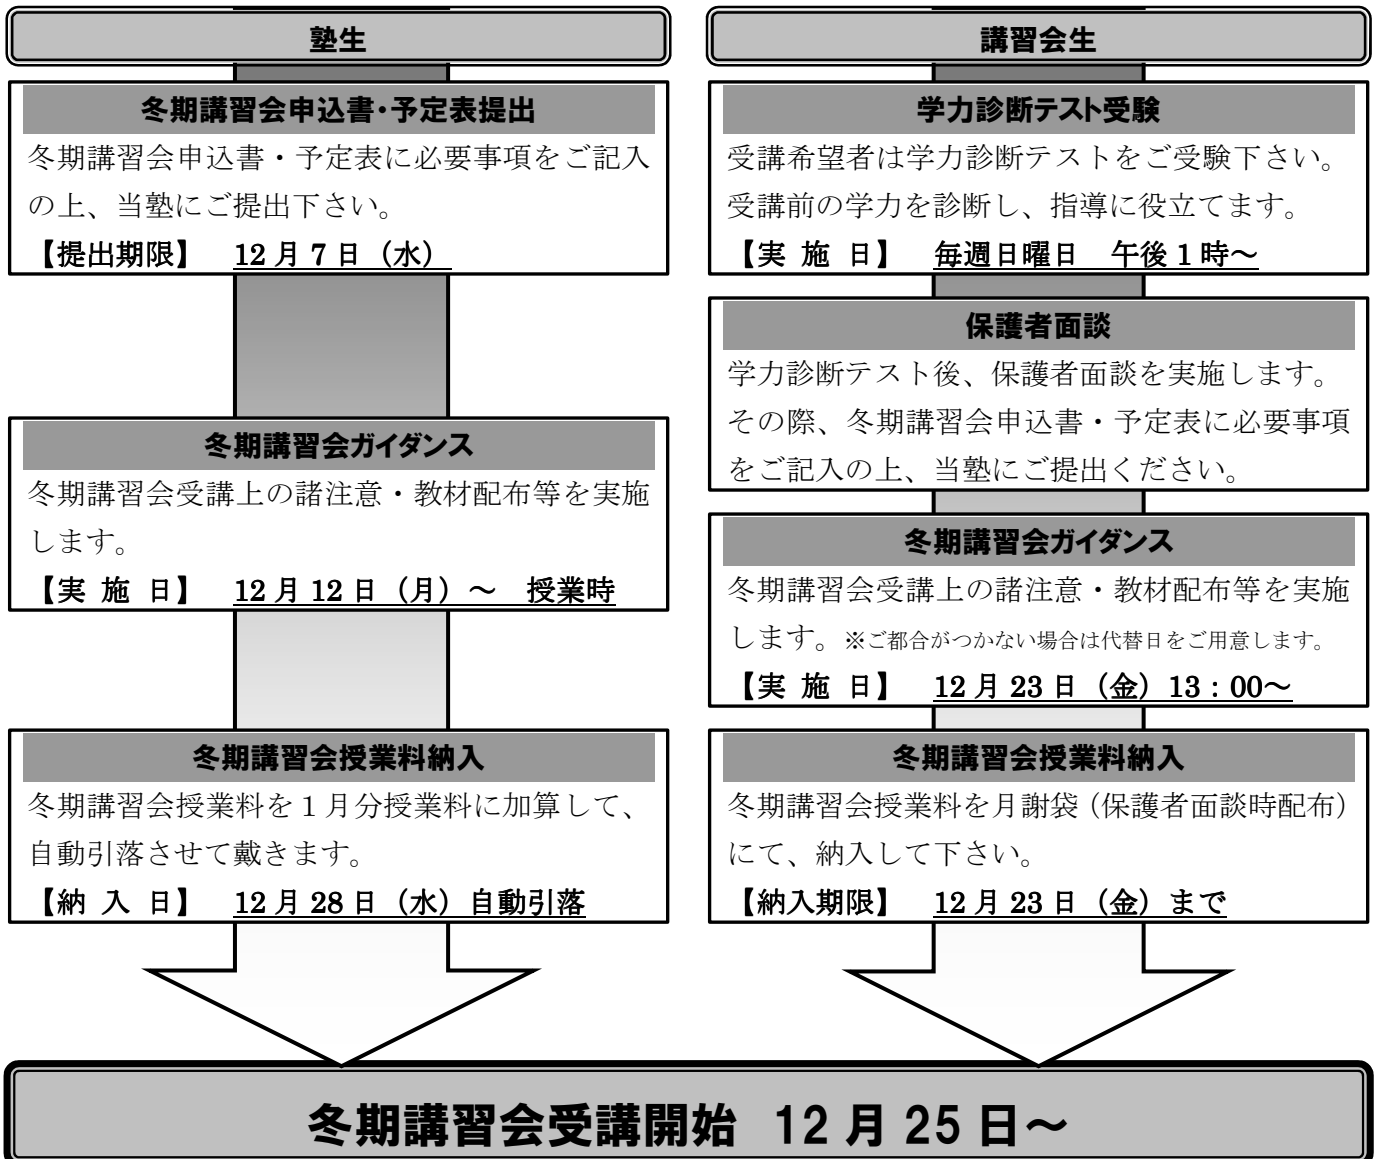 塾生
冬期講習会申込書・予定表提出
冬期講習会申込書・予定表に必要事項をご記入
の上、当塾にご提出下さい。
【提出期限】 12月7日（水）
冬期講習会ガイダンス
冬期講習会受講上の諸注意・教材配布等を実施
します。
【実 施 日】 12月12日（月）～ 授業時
冬期講習会授業料納入
冬期講習会授業料を１月分授業料に加算して、
自動引落させて戴きます。
【納 入 日】 12月28日（水）自動引落
講習会生
学力診断テスト受験
受講希望者は学力診断テストをご受験下さい。
受講前の学力を診断し、指導に役立てます。
【実 施 日】 毎週日曜日 午後1時～
保護者面談
学力診断テスト後、保護者面談を実施します。
その際、冬期講習会申込書・予定表に必要事項
をご記入の上、当塾にご提出ください。
冬期講習会ガイダンス
冬期講習会受講上の諸注意・教材配布等を実施
します。※ご都合がつかない場合は代替日をご用意します。
【実 施 日】 12月23日（金）13：00～
冬期講習会授業料納入
冬期講習会授業料を月謝袋（保護者面談時配布）
にて、納入して下さい。
【納入期限】 12月23日（金）まで
冬期講習会受講開始 12月25日～